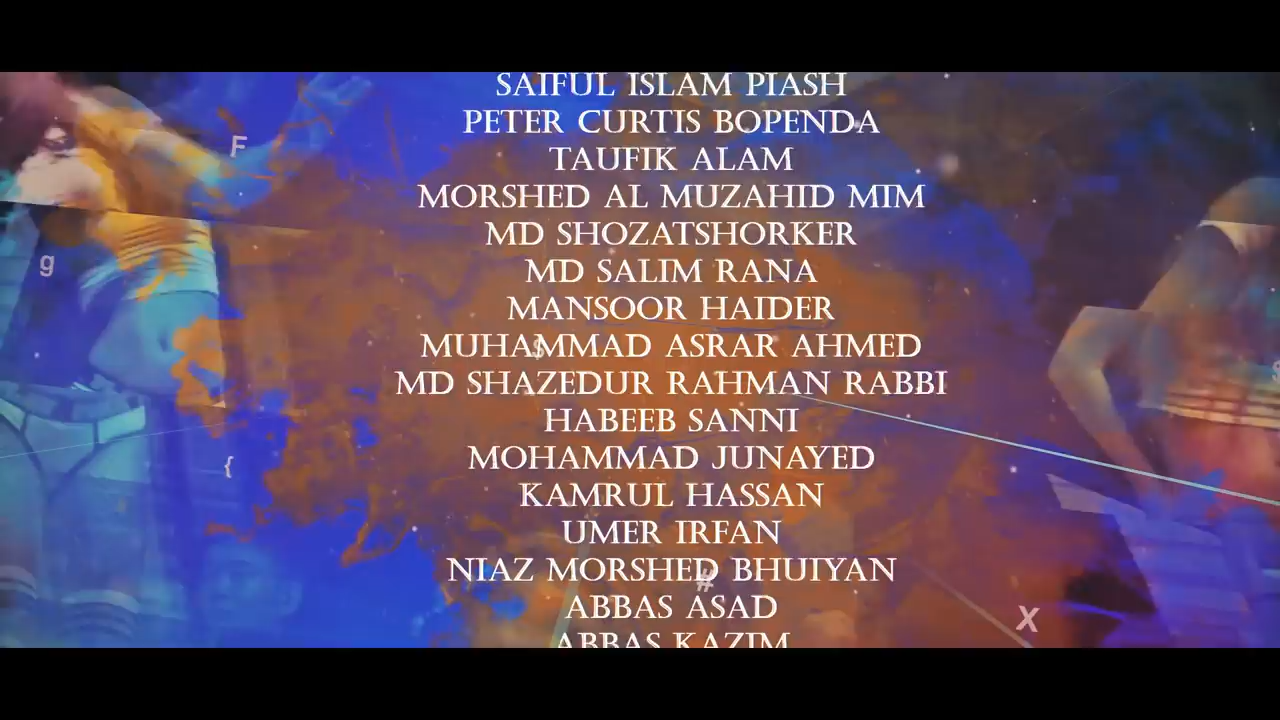 SAIFUL ISLAM PIASH
PETER CURTIS BOPENDA
F
TAUFIK ALAM
MORSHED AL MUZAHID MIM
MD SHOZATSHORKER
g
MD SALIM RANA
MANSOOR HAIDER
MUHAMMAD ASRAR AHMED
$
MD SHAZEDUR RAHMAN RABBI
HABEEB SANNI
MOHAMMAD JUNAYED
{
KAMRUL HASSAN
UMER IRFAN
NIAZ MORSHED BHUIYAN
#
ABBAS ASAD
X
ABBAS KAZIM